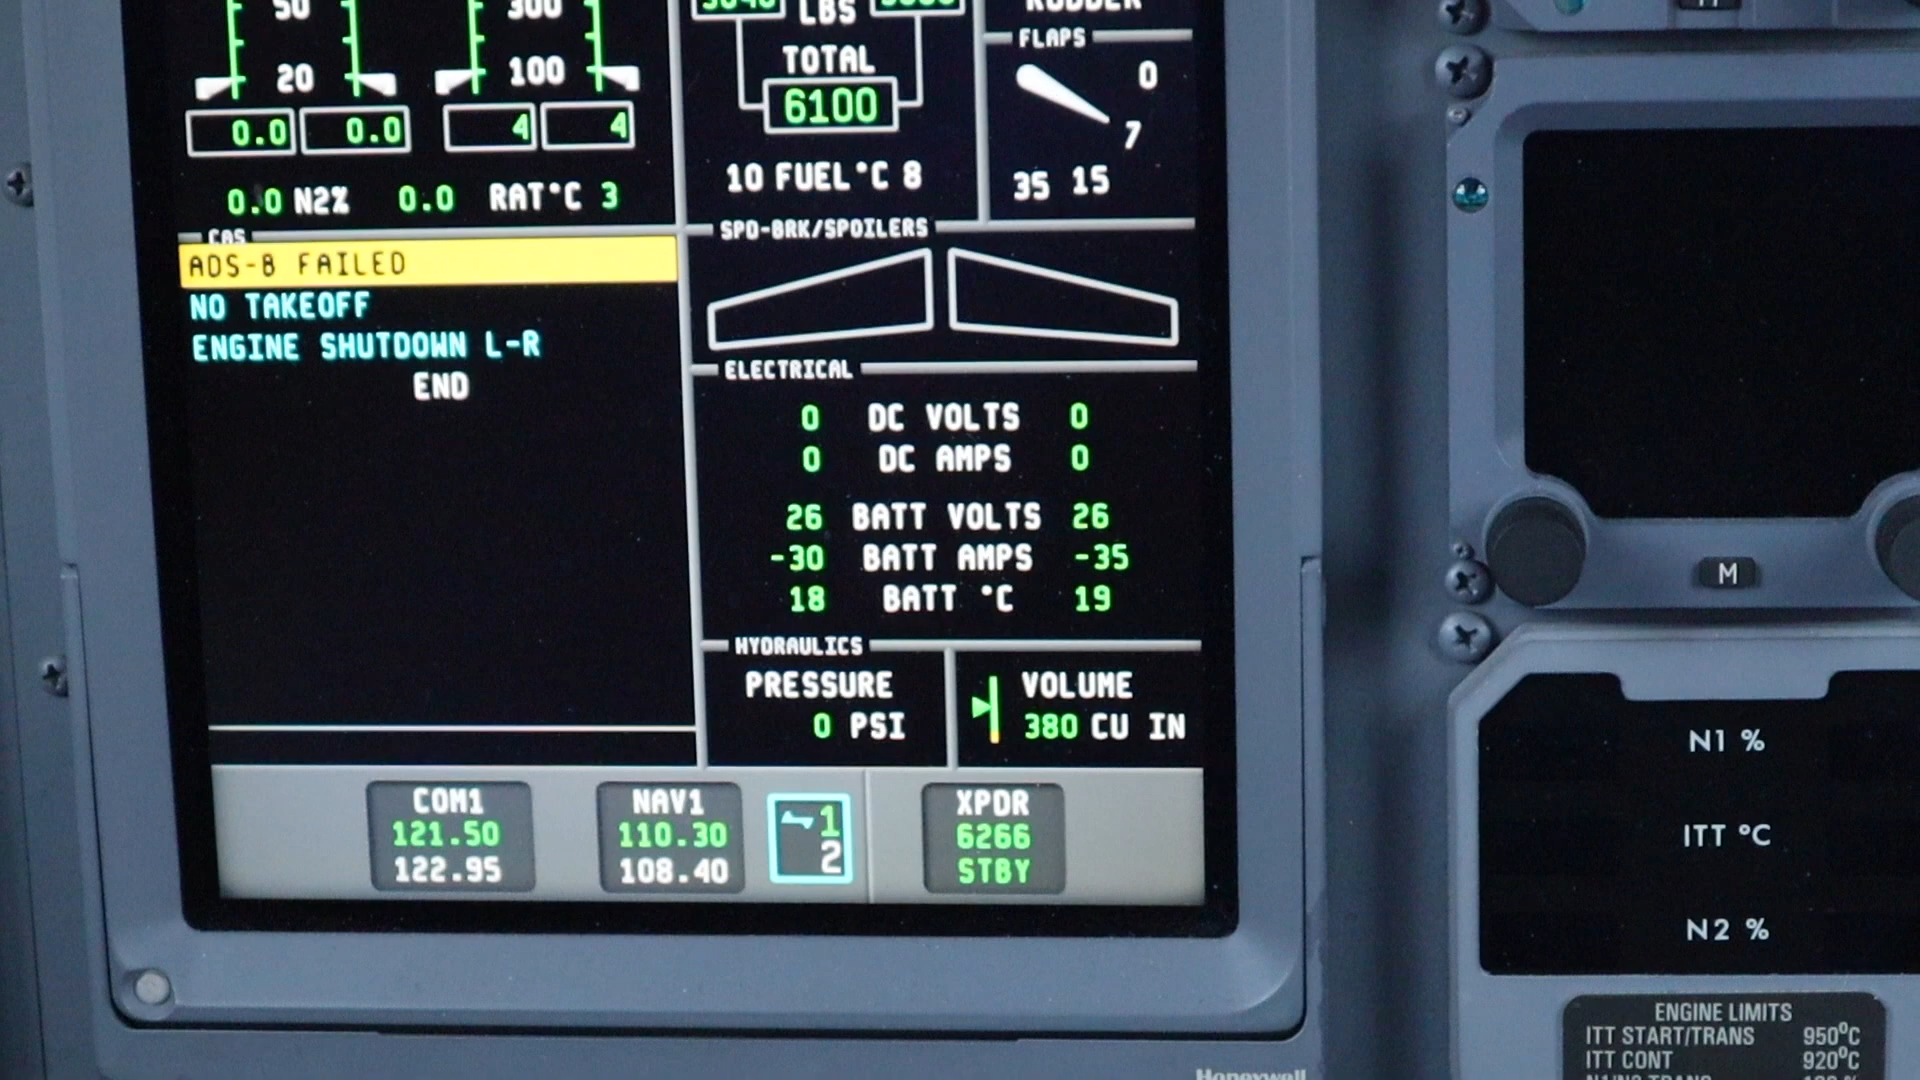 50
300
LBS
RUDDER
20
100
TOTAL
6100
FLAPS
0
7
35 15
0.0 0.0 4 4
10 FUEL°C 8
0.0 N2% 0.0 RAT°C 3
CAS
ADS-B FAILED
NO TAKEOFF
ENGINE SHUTDOWN L-R
END
SPD-BRK/SPOILERS
ELECTRICAL
0 DC VOLTS 0
0 DC AMPS 0
26 BATT VOLTS 26
-30 BATT AMPS -35
18 BATT °C 19
HYDRAULICS
PRESSURE
0 PSI
VOLUME
380 CU IN
COM1
121.50
122.95
NAV1
110.30
108.40
1
2
XPDR
6266
STBY
M
N1 %
ITT °C
N2 %
ENGINE LIMITS
ITT START/TRANS 950°C
ITT CONT 920°C
Honeywell